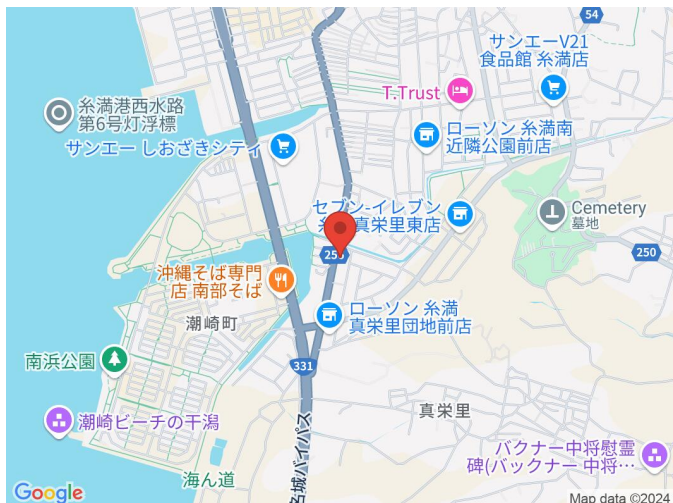 54
サンエーV21
食品館 糸満店
T.Trust
糸満港西水路
第6号灯浮標
ローソン 糸満南
近隣公園前店
サンエー しおざきシティ
セブン-イレブン
真栄里東店
Cemetery
墓地
250
沖縄そば専門
店 南部そば
潮崎町
ローソン 糸満
真栄里団地前店
南浜公園
331
真栄里
潮崎ビーチの干潟
名城バイパス
バクナー中将慰霊
碑(バックナー 中将…
海ん道
Google
Map data ©2024